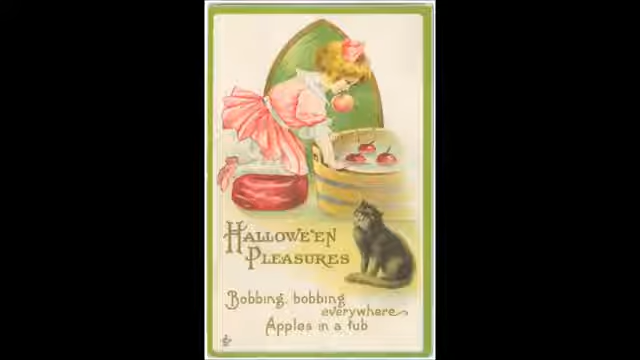 HALLOWE'EN
PLEASURES
Bobbing, bobbing
everywhere
Apples in a tub